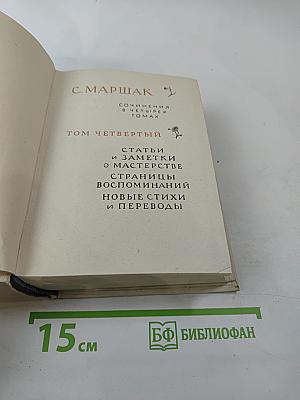 С. МАРШАК
СОЧИНЕНИЯ
В ЧЕТЫРЕХ
ТОМАХ
ТОМ ЧЕТВЕРТЫЙ
СТАТЬИ
И ЗАМЕТКИ
О МАСТЕРСТВЕ
СТРАНИЦЫ
ВОСПОМИНАНИЙ
НОВЫЕ СТИХИ
И ПЕРЕВОДЫ
15 см
БФ БИБЛИОФАН